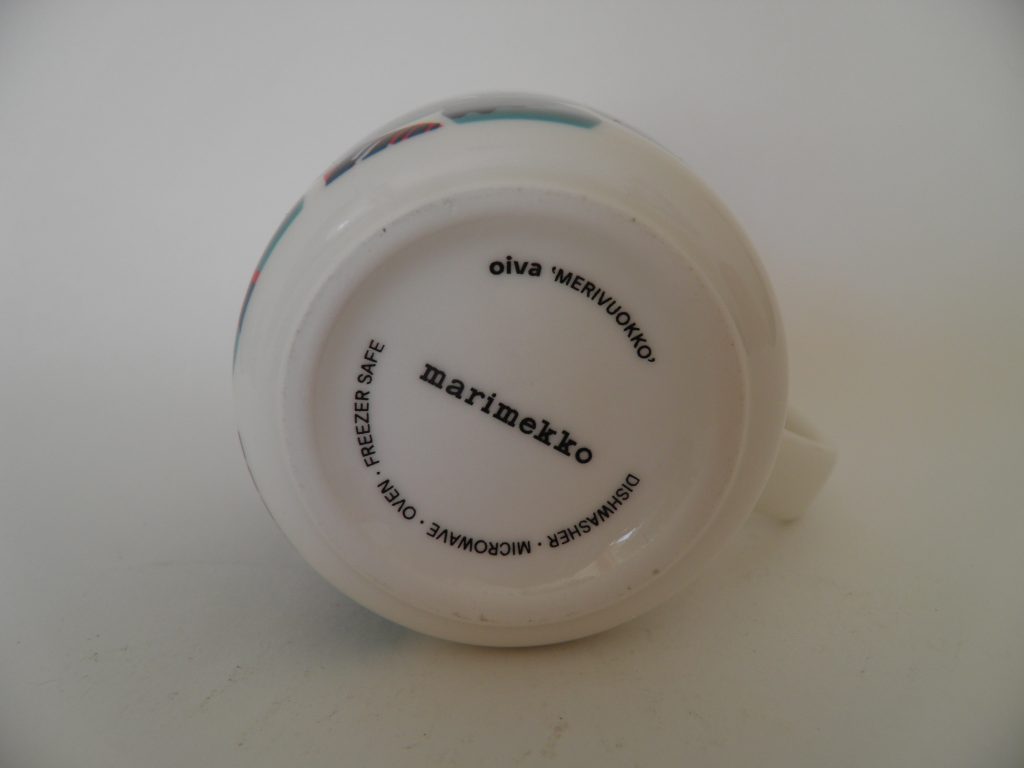 oiva 'MERIVUOKKO'
marimekko
DISHWASHER · MICROWAVE · OVEN · FREEZER SAFE